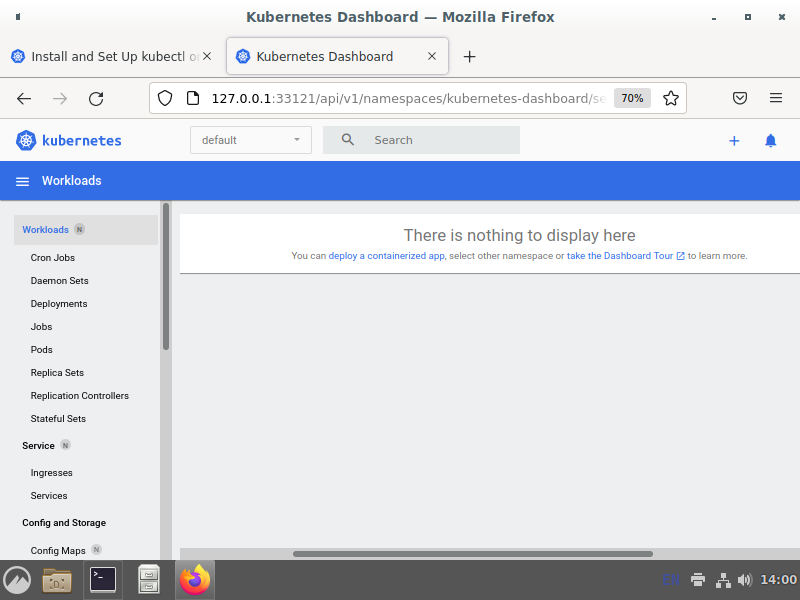 Kubernetes Dashboard — Mozilla Firefox
Install and Set Up kubectl o
Kubernetes Dashboard
127.0.0.1:33121/api/v1/namespaces/kubernetes-dashboard/se
70%
kubernetes
default
Search
Workloads
Workloads N
Cron Jobs
Daemon Sets
Deployments
Jobs
Pods
Replica Sets
Replication Controllers
Stateful Sets
Service N
Ingresses
Services
Config and Storage
Config Maps N
There is nothing to display here
You can deploy a containerized app, select other namespace or take the Dashboard Tour to learn more.
EN
14:00